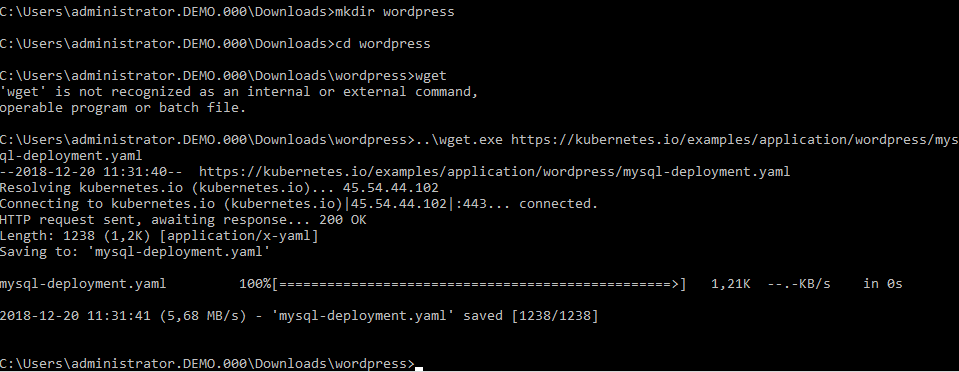 C:\Users\administrator.DEMO.000\Downloads>mkdir wordpress
C:\Users\administrator.DEMO.000\Downloads>cd wordpress
C:\Users\administrator.DEMO.000\Downloads\wordpress>wget
'wget' is not recognized as an internal or external command,
operable program or batch file.
C:\Users\administrator.DEMO.000\Downloads\wordpress>..\wget.exe https://kubernetes.io/examples/application/wordpress/mys
ql-deployment.yaml
--2018-12-20 11:31:40--  https://kubernetes.io/examples/application/wordpress/mysql-deployment.yaml
Resolving kubernetes.io (kubernetes.io)... 45.54.44.102
Connecting to kubernetes.io (kubernetes.io)|45.54.44.102|:443... connected.
HTTP request sent, awaiting response... 200 OK
Length: 1238 (1,2K) [application/x-yaml]
Saving to: 'mysql-deployment.yaml'
mysql-deployment.yaml         100%[=================================================>]   1,21K  --.-KB/s    in 0s
2018-12-20 11:31:41 (5,68 MB/s) - 'mysql-deployment.yaml' saved [1238/1238]
C:\Users\administrator.DEMO.000\Downloads\wordpress>